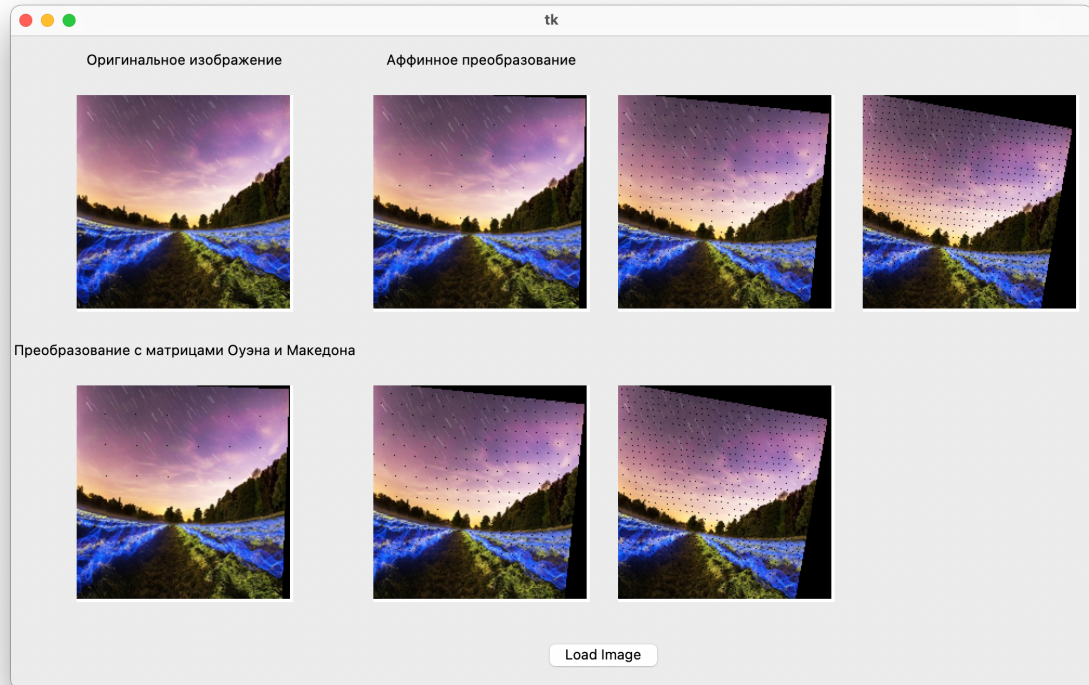 tk
Оригинальное изображение
Аффинное преобразование
Преобразование с матрицами Оуэна и Македона
Load Image